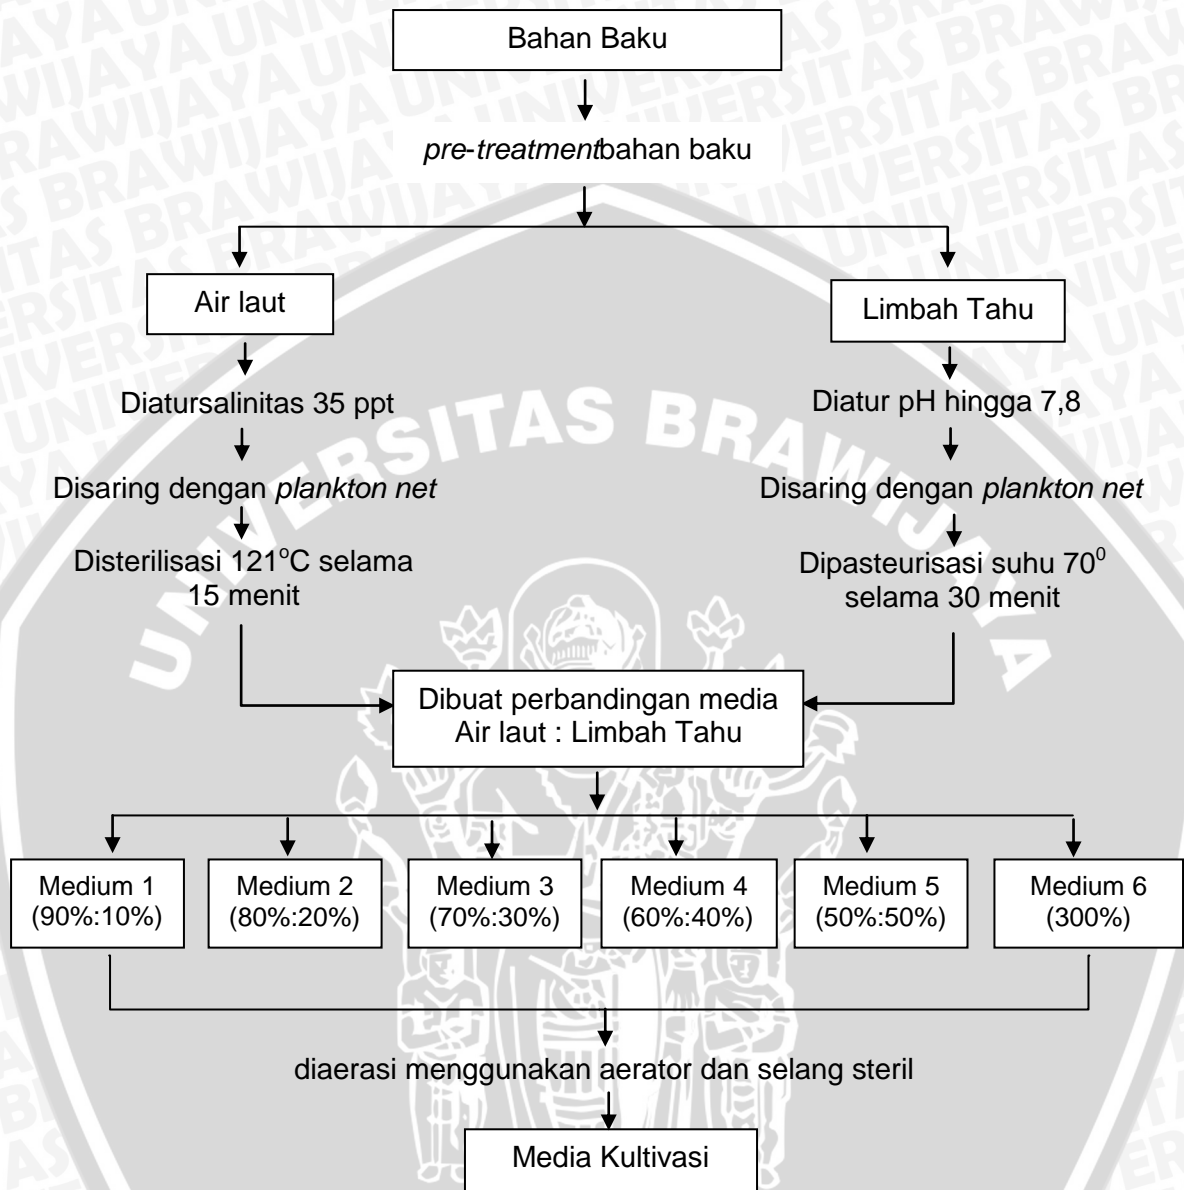 Bahan Baku
pre-treatmentbahan baku
Air laut
Limbah Tahu
Diatursalinitas 35 ppt
Diatur pH hingga 7,8
Disaring dengan plankton net
Disaring dengan plankton net
Disterilisasi 121°C selama
15 menit
Dipasteurisasi suhu 70⁰
selama 30 menit
Dibuat perbandingan media
Air laut : Limbah Tahu
Medium 1
(90%:10%)
Medium 2
(80%:20%)
Medium 3
(70%:30%)
Medium 4
(60%:40%)
Medium 5
(50%:50%)
Medium 6
(300%)
diaerasi menggunakan aerator dan selang steril
Media Kultivasi
UNIVERSITAS BRAWIJAYA